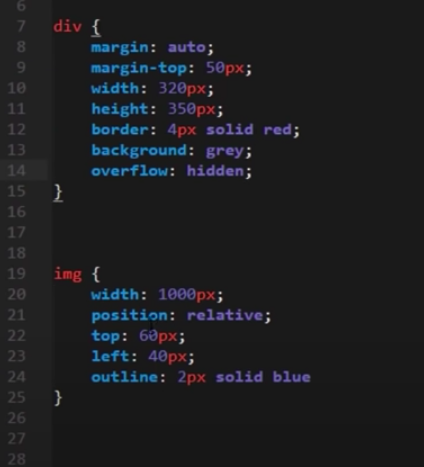 6
7 div {
8 margin: auto;
9 margin-top: 50px;
10 width: 320px;
11 height: 350px;
12 border: 4px solid red;
13 background: grey;
14 overflow: hidden;
15 }
16
17
18
19 img {
20 width: 1000px;
21 position: relative;
22 top: 60px;
23 left: 40px;
24 outline: 2px solid blue
25 }
26
27
28